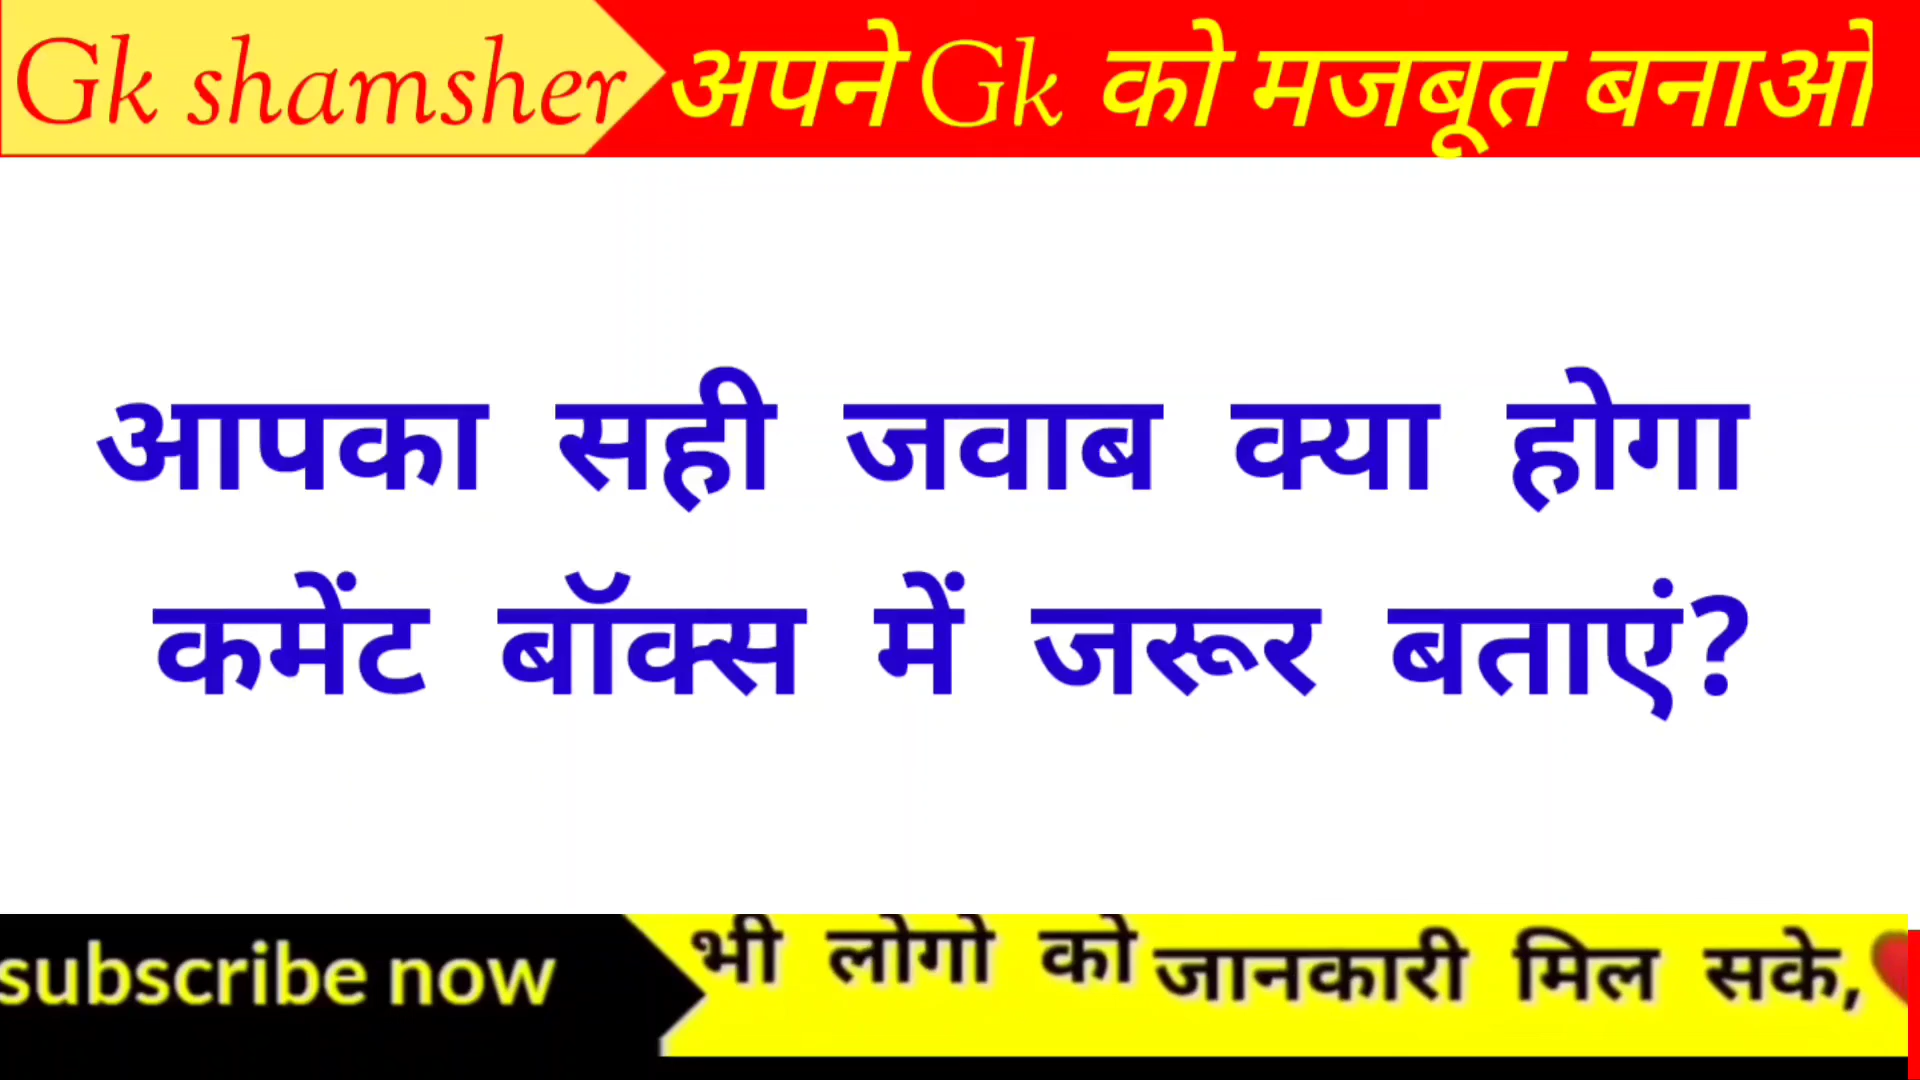 Gk shamsher अपने Gk को मजबूत बनाओ
आपका सही जवाब क्या होगा
कमेंट बॉक्स में जरूर बताएं?
subscribe now भी लोगो को जानकारी मिल सके,